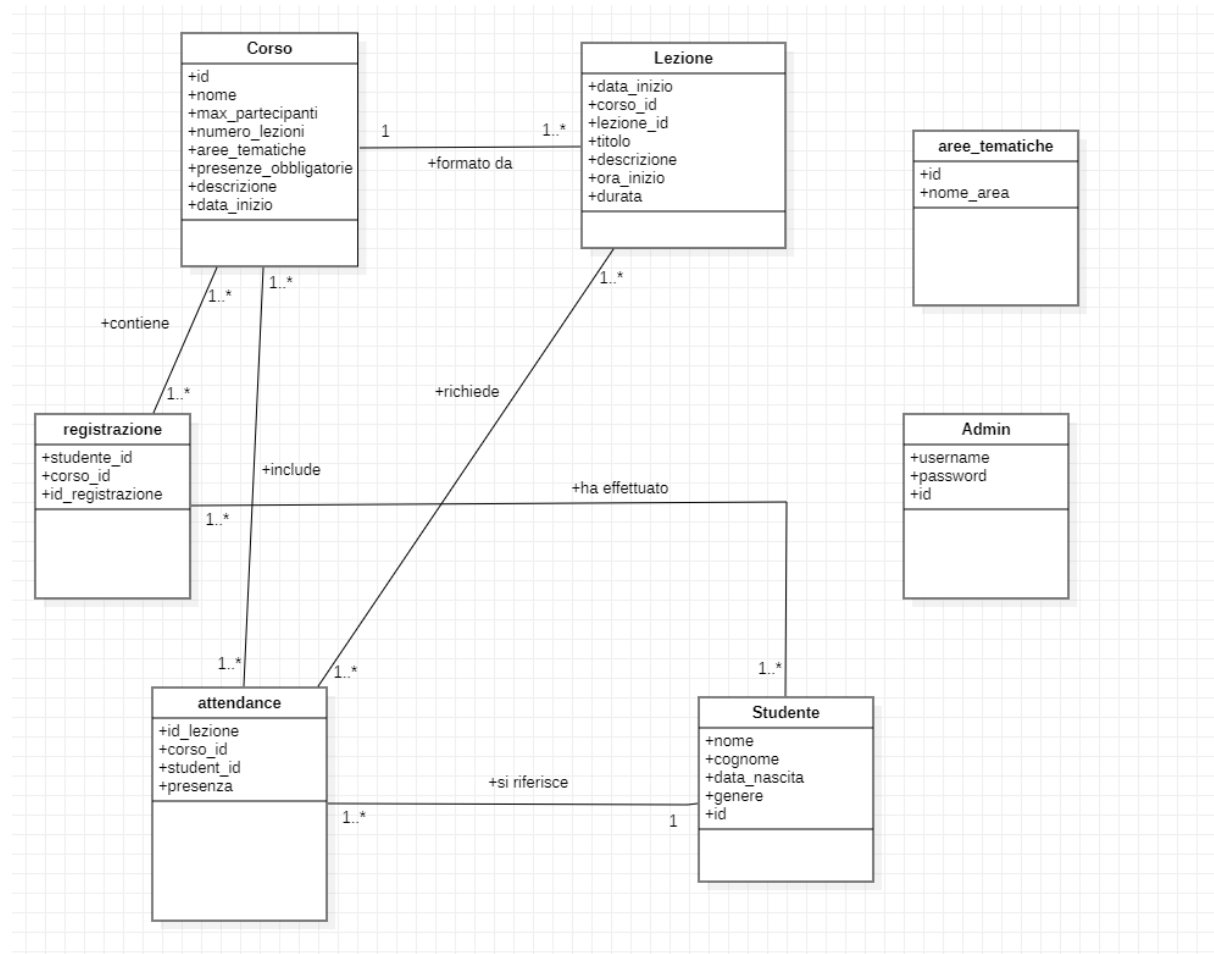 Corso
+id
+nome
+max_partecipanti
+numero_lezioni
+aree_tematiche
+presenze_obbligatorie
+descrizione
+data_inizio
1
1..*
+formato da
Lezione
+data_inizio
+corso_id
+lezione_id
+titolo
+descrizione
+ora_inizio
+durata
aree_tematiche
+id
+nome_area
1..*
1..*
1..*
+contiene
1..*
+richiede
+include
registrazione
+studente_id
+corso_id
+id_registrazione
1..*
+ha effettuato
Admin
+username
+password
+id
1..*
1..*
1..*
attendance
+id_lezione
+corso_id
+student_id
+presenza
+si riferisce
1..*
1
Studente
+nome
+cognome
+data_nascita
+genere
+id